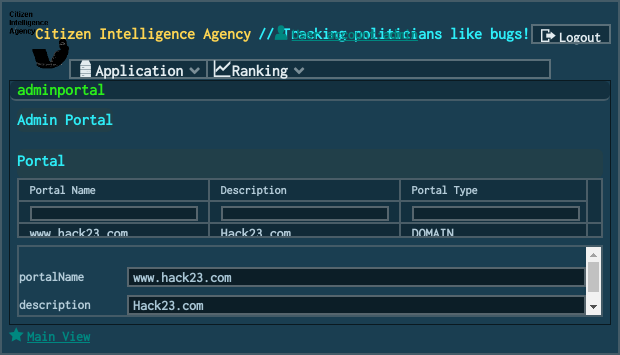 Citizen
Intelligence
Agency
Citizen Intelligence Agency // Tracking politicians like bugs!
Logout
Application
Ranking
adminportal
Admin Portal
Portal
Portal Name
Description
Portal Type
www.hack23.com
Hack23.com
DOMAIN
portalName
www.hack23.com
description
Hack23.com
Main View